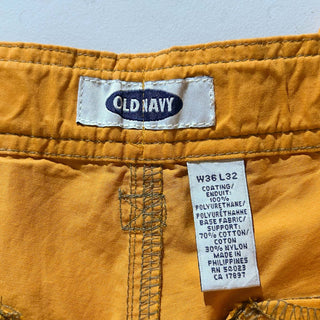 OLD NAVY
W36 L32
COATING/
ENDUIT:
100%
POLYURETHANE/
POLYURÉTHANNE
BASE FABRIC/
SUPPORT:
70% COTTON/
COTON
30% NYLON
MADE IN
PHILIPPINES
RN 54023
CA 17897